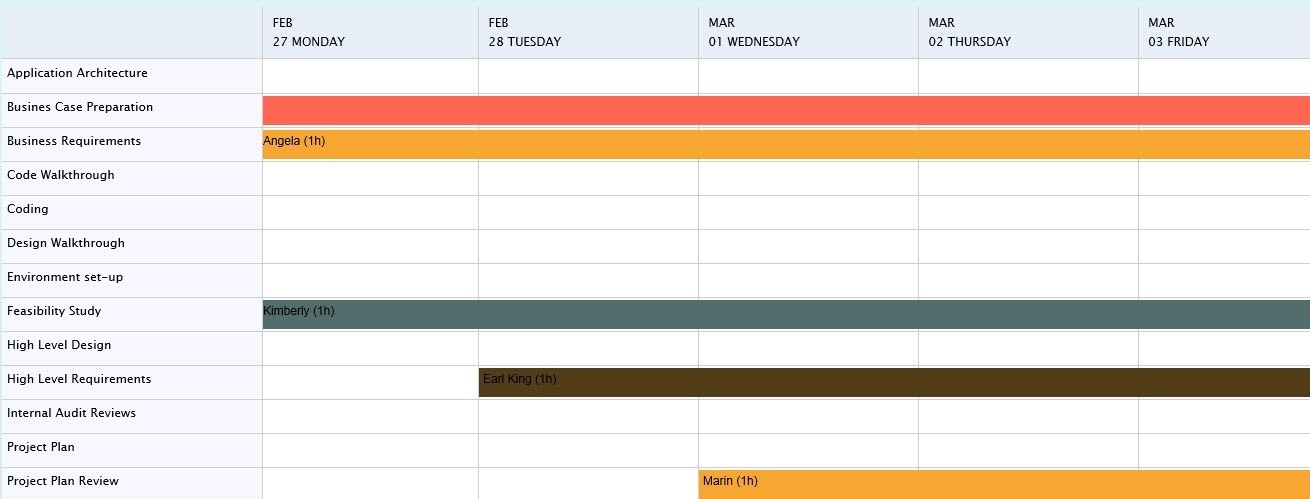 FEB
27 MONDAY
FEB
28 TUESDAY
MAR
01 WEDNESDAY
MAR
02 THURSDAY
MAR
03 FRIDAY
Application Architecture
Busines Case Preparation
Business Requirements
Angela (1h)
Code Walkthrough
Coding
Design Walkthrough
Environment set-up
Feasibility Study
Kimberly (1h)
High Level Design
High Level Requirements
Earl King (1h)
Internal Audit Reviews
Project Plan
Project Plan Review
Marin (1h)